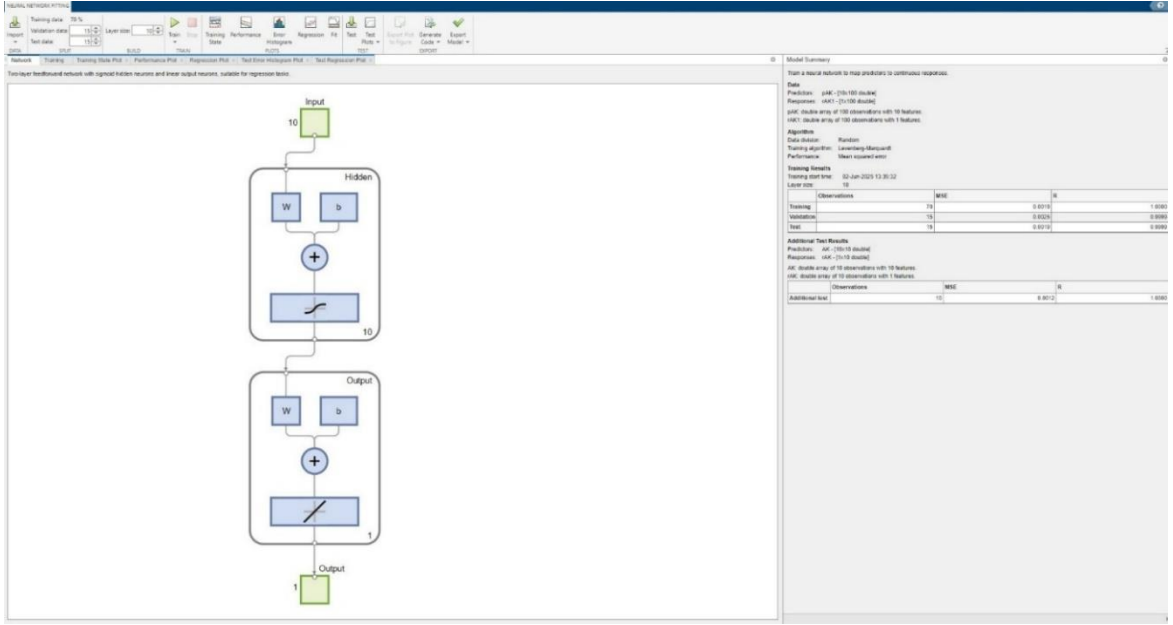 NEURAL NETWORK FITTING
Training data: 70 %
Validation data: 15
Test data: 15
Layer size: 10
Import
Train
Stop
Training State
Performance
Error Histogram
Regression
Fit
Test
Test Plots
Export Plot to Figure
Generate Code
Export Model
DATA
SPLIT
BUILD
TRAIN
PLOTS
TEST
EXPORT
Network
Training
Training State Plot
Performance Plot
Regression Plot
Test Error Histogram Plot
Test Regression Plot
Two-layer feedforward network with sigmoid hidden neurons and linear output neurons, suitable for regression tasks.
Input
10
Hidden
W
b
+
10
Output
W
b
+
1
Output
1
Model Summary
Train a neural network to map predictors to continuous responses.
Data
Predictors: pAK - [10x100 double]
Responses: rAK1 - [1x100 double]
pAK: double array of 100 observations with 10 features.
rAK1: double array of 100 observations with 1 features.
Algorithm
Data division: Random
Training algorithm: Levenberg-Marquardt
Performance: Mean squared error
Training Results
Training start time: 02-Jun-2025
Layer size: 10
Observations MSE R
Training 70
Validation 15
Test 15
Additional Test Results
Predictors: AK - [10x10 double]
Responses: rAK - [1x10 double]
AK: double array of 10 observations with 10 features.
rAK: double array of 10 observations with 1 features.
Observations MSE R
Additional test 10 0.0012